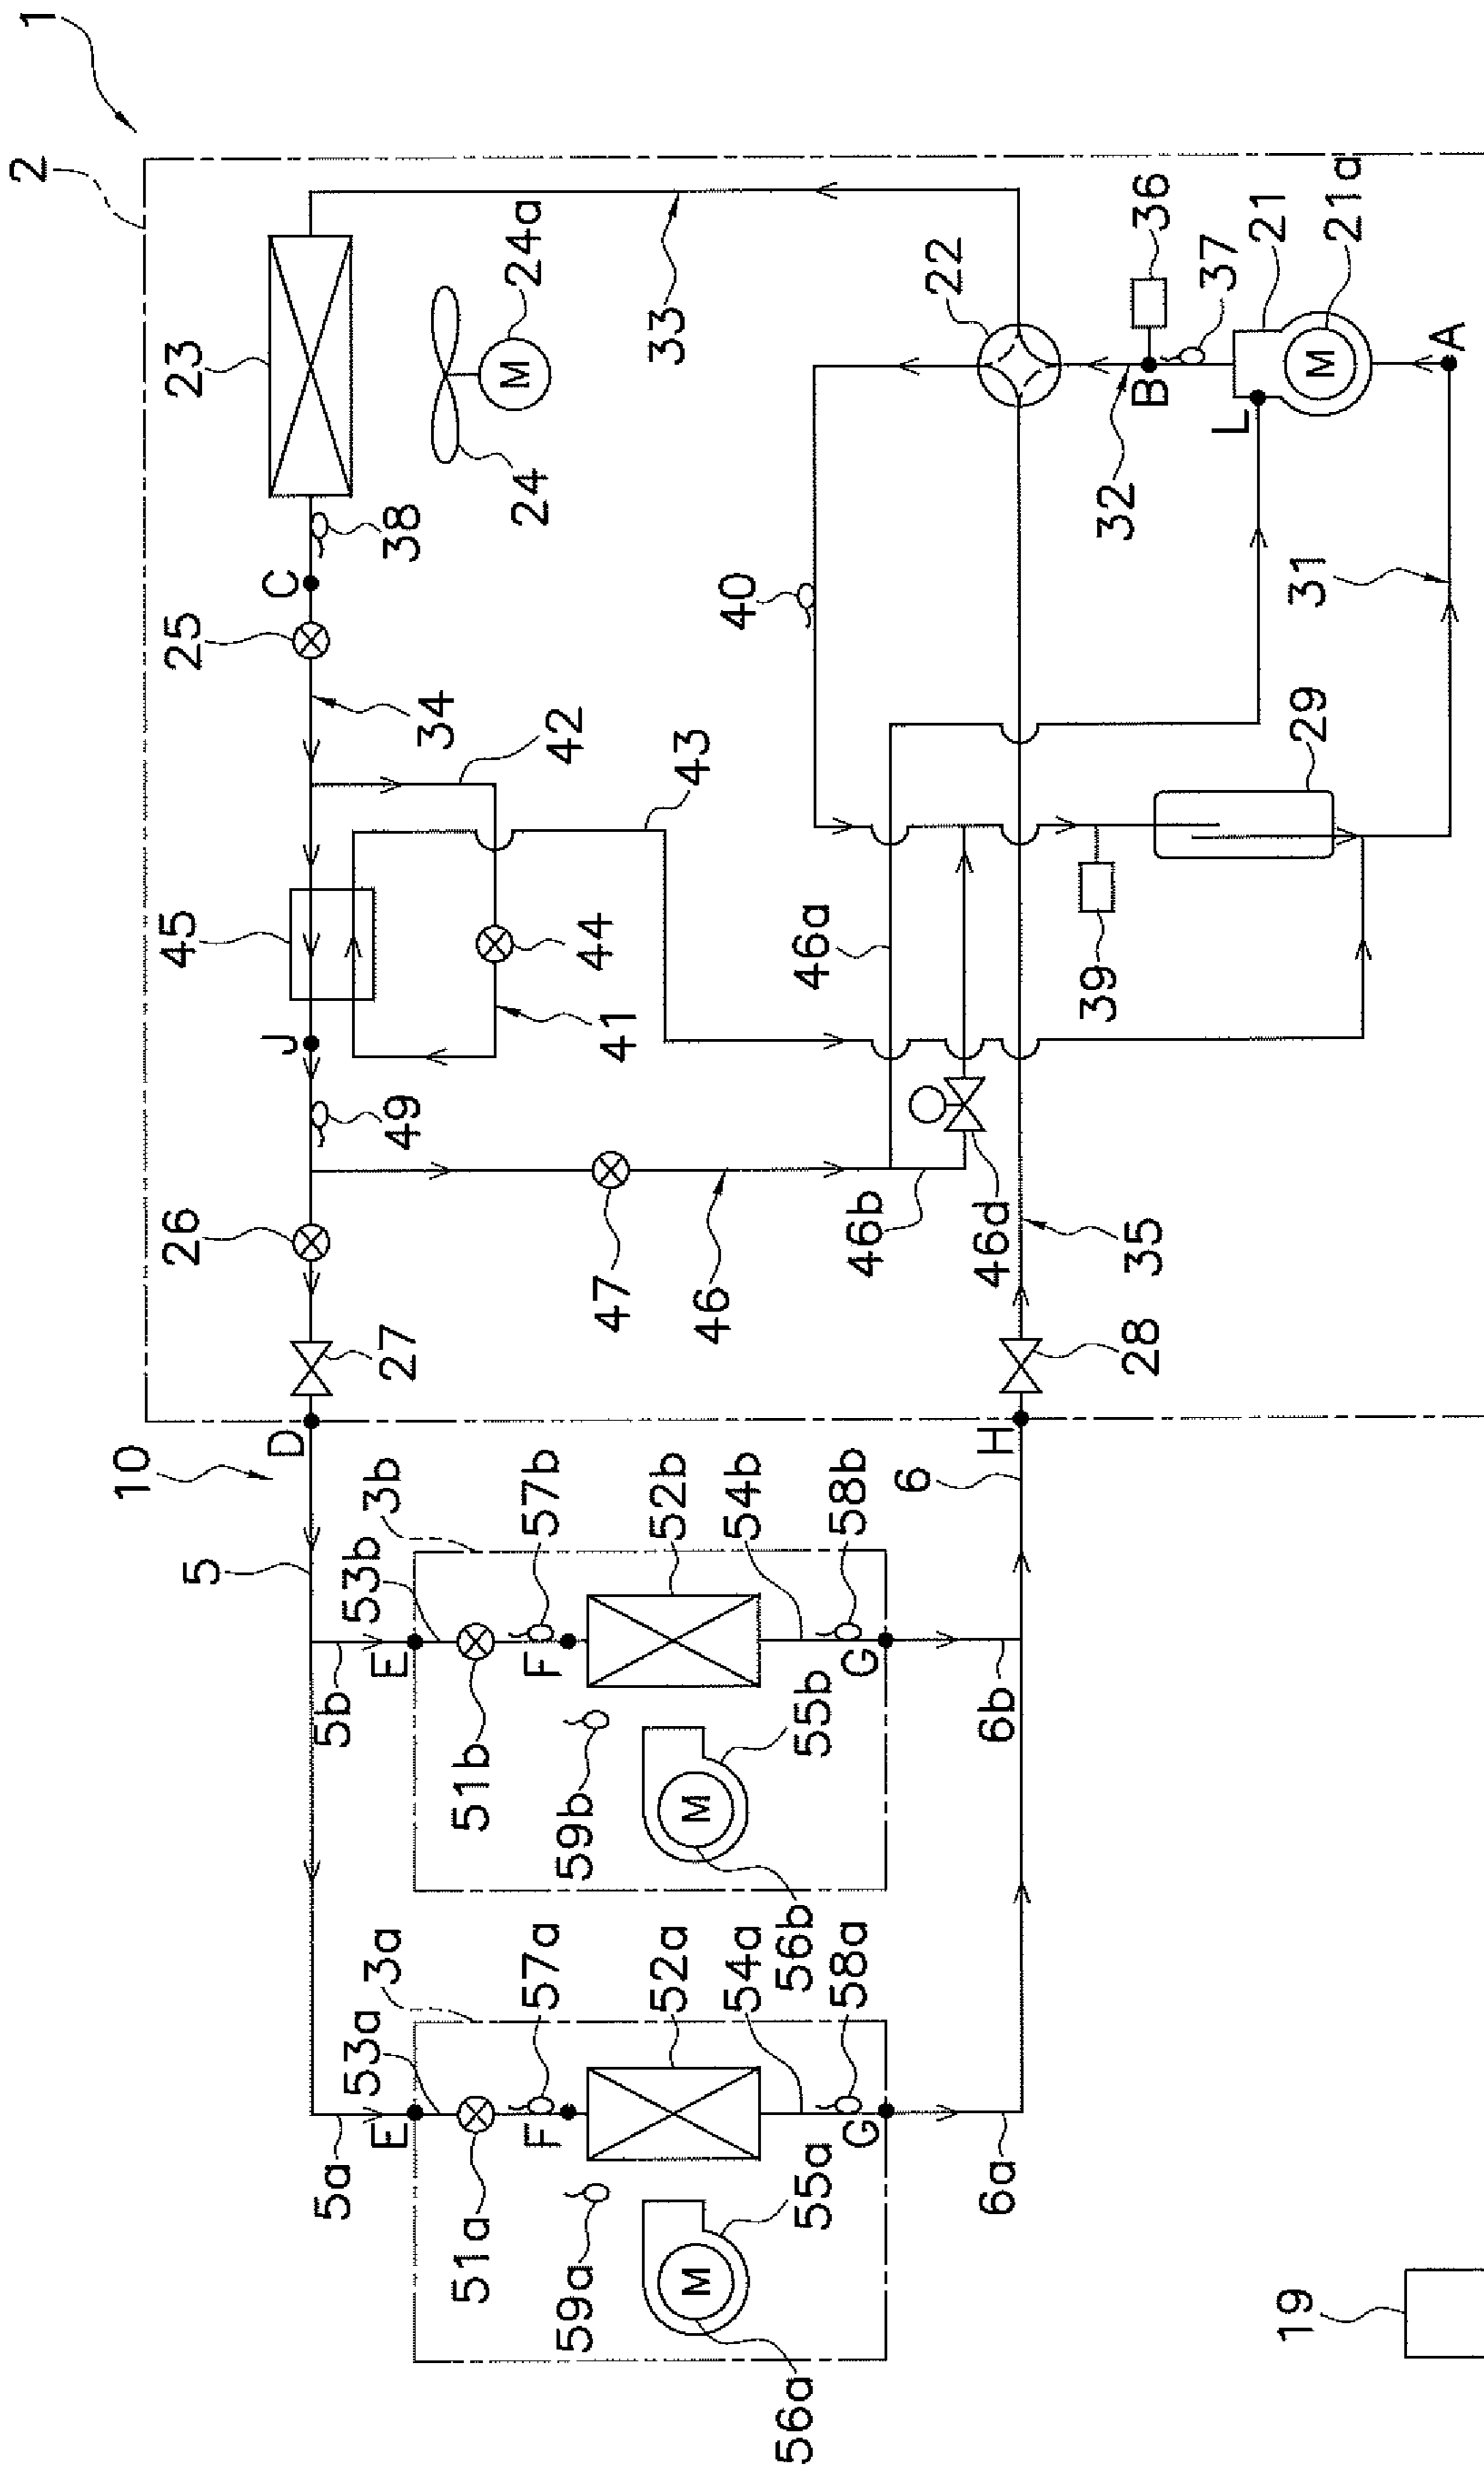 2
1
10
5
26
45
25
23
D
J
C
5a
5b
53a
3a
53b
3b
E
E
27
49
38
34
51a
51b
M
24
24a
F
57a
F
57b
42
59a
59b
44
47
41
52a
52b
33
43
M
M
46
54a
54b
40
56a
56b
55a
55b
46a
G
58a
G
58b
46b
6
22
6a
6b
H
46d
39
32
28
35
B
36
37
L
21
19
31
29
M
21a
A